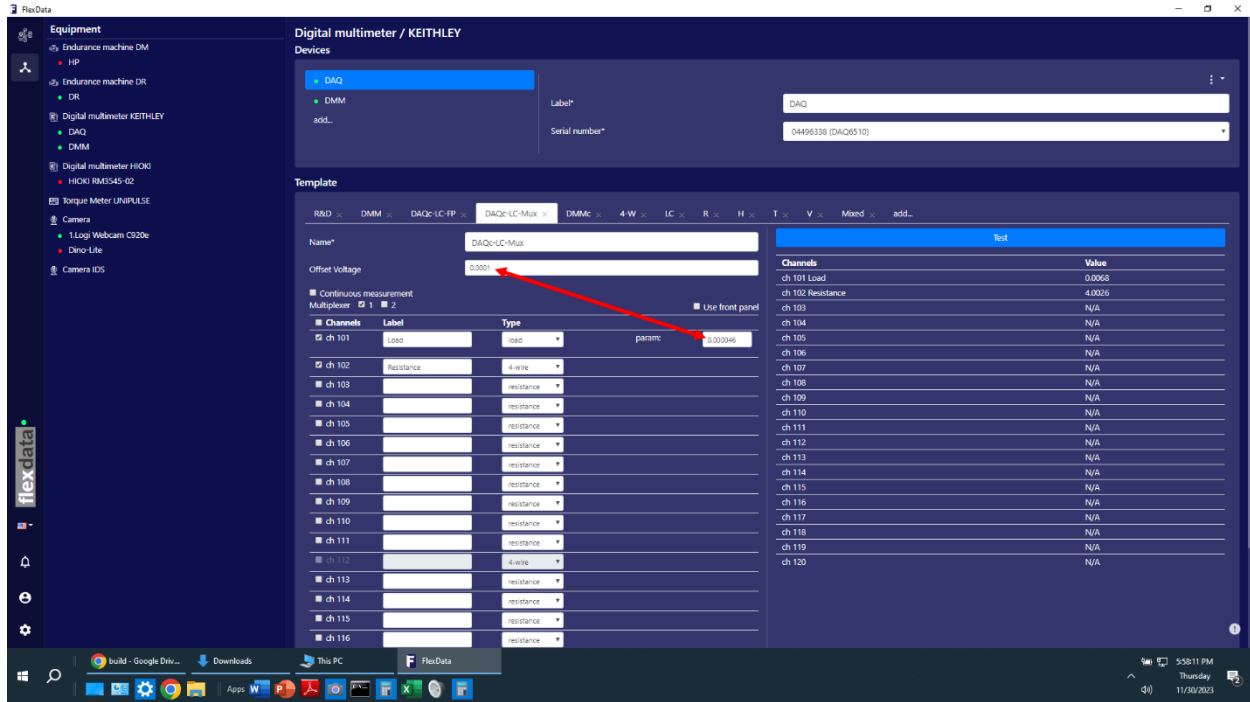 FlexData
Equipment
Endurance machine DM
HP
Endurance machine DR
DR
Digital multimeter KEITHLEY
DAQ
DMM
Digital multimeter HIOKI
HIOKI RM3545-02
Torque Meter UNIPULSE
Camera
1.Logi Webcam C920e
Dino-Lite
Camera IDS
flexdata
Digital multimeter / KEITHLEY
Devices
DAQ
DMM
add...
Label* DAQ
Serial number* 04496338 (DAQ6510)
Template
R&D × DMM × DAQc-LC-FP × DAQc-LC-Mux × DMMc × 4-W × LC × R × H × T × V × Mixed × add...
Name* DAQc-LC-Mux
Offset Voltage 0.0001
Continuous measurement
Multiplexer 1 2 Use front panel
Channels Label Type
ch 101 Load load param: 0.000046
ch 102 Resistance 4-wire
ch 103 resistance
ch 104 resistance
ch 105 resistance
ch 106 resistance
ch 107 resistance
ch 108 resistance
ch 109 resistance
ch 110 resistance
ch 111 resistance
ch 112 4-wire
ch 113 resistance
ch 114 resistance
ch 115 resistance
ch 116 resistance
Test
Channels Value
ch 101 Load 0.0068
ch 102 Resistance 4.0026
ch 103 N/A
ch 104 N/A
ch 105 N/A
ch 106 N/A
ch 107 N/A
ch 108 N/A
ch 109 N/A
ch 110 N/A
ch 111 N/A
ch 112 N/A
ch 113 N/A
ch 114 N/A
ch 115 N/A
ch 116 N/A
ch 117 N/A
ch 118 N/A
ch 119 N/A
ch 120 N/A
build - Google Driv... Downloads This PC FlexData
Apps
5:58:11 PM
Thursday
11/30/2023